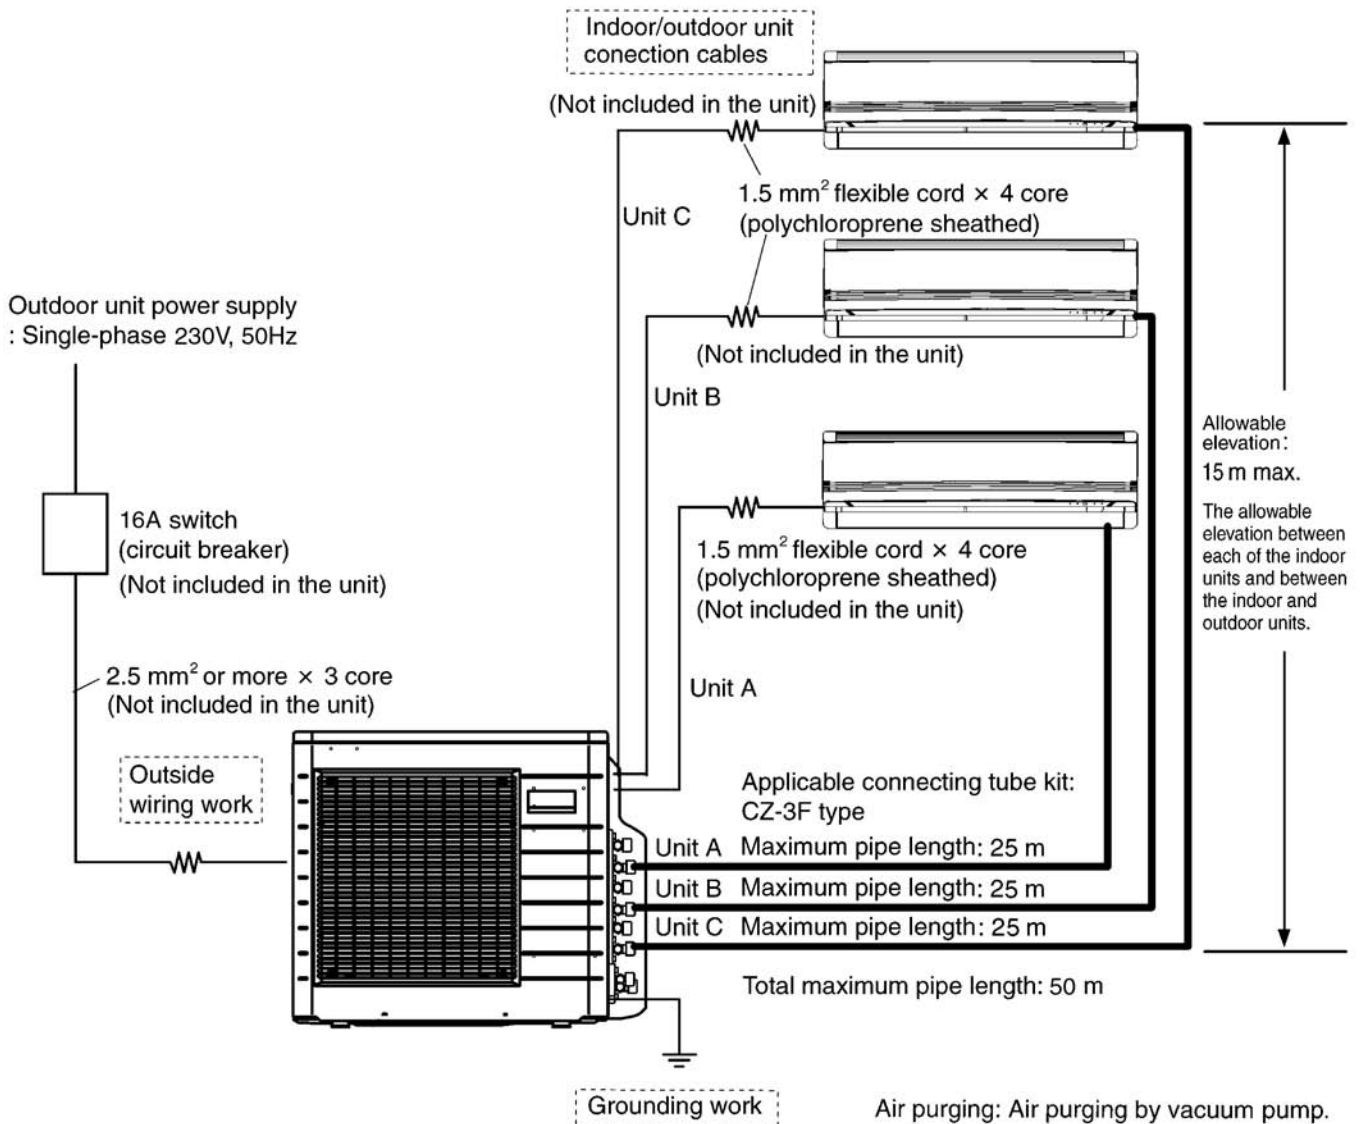 Indoor/outdoor unit
conection cables
(Not included in the unit)
1.5 mm² flexible cord × 4 core
(polychloroprene sheathed)
Unit C
Outdoor unit power supply
: Single-phase 230V, 50Hz
(Not included in the unit)
Unit B
Allowable
elevation:
15 m max.
The allowable
elevation between
each of the indoor
units and between
the indoor and
outdoor units.
16A switch
(circuit breaker)
(Not included in the unit)
1.5 mm² flexible cord × 4 core
(polychloroprene sheathed)
(Not included in the unit)
2.5 mm² or more × 3 core
(Not included in the unit)
Unit A
Outside
wiring work
Applicable connecting tube kit:
CZ-3F type
Unit A Maximum pipe length: 25 m
Unit B Maximum pipe length: 25 m
Unit C Maximum pipe length: 25 m
Total maximum pipe length: 50 m
Grounding work
Air purging: Air purging by vacuum pump.